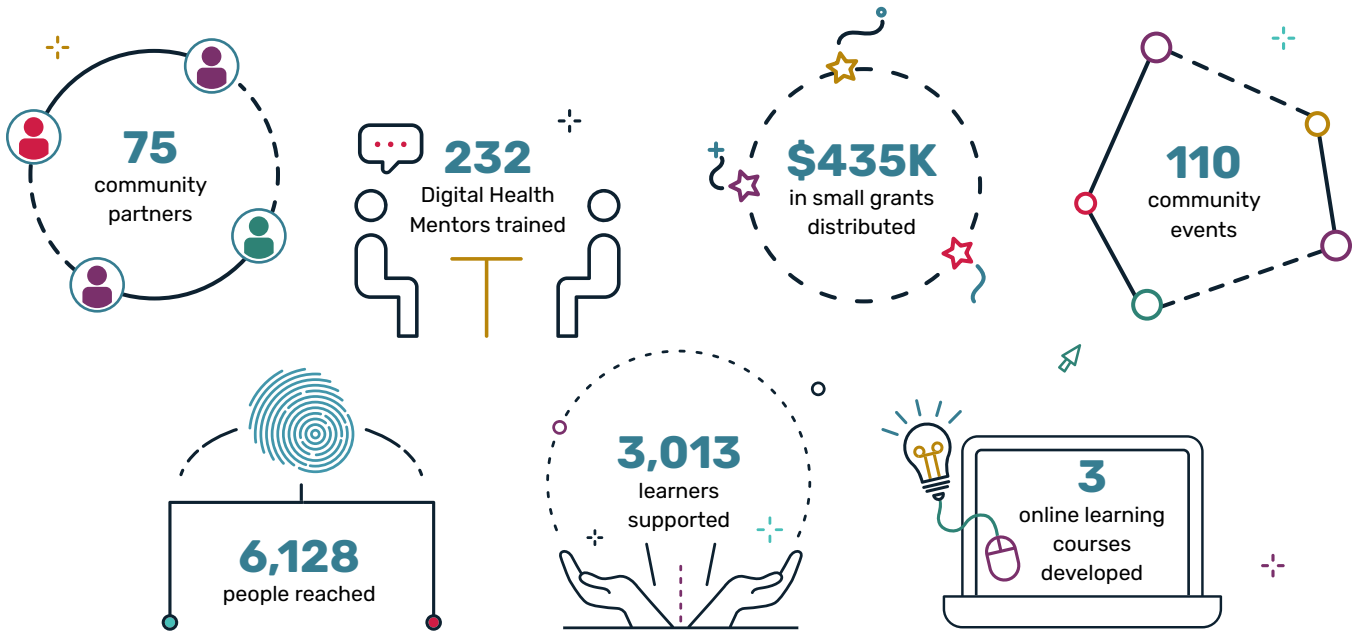 75
community
partners
232
Digital Health
Mentors trained
$435K
in small grants
distributed
110
community
events
6,128
people reached
3,013
learners
supported
3
online learning
courses
developed